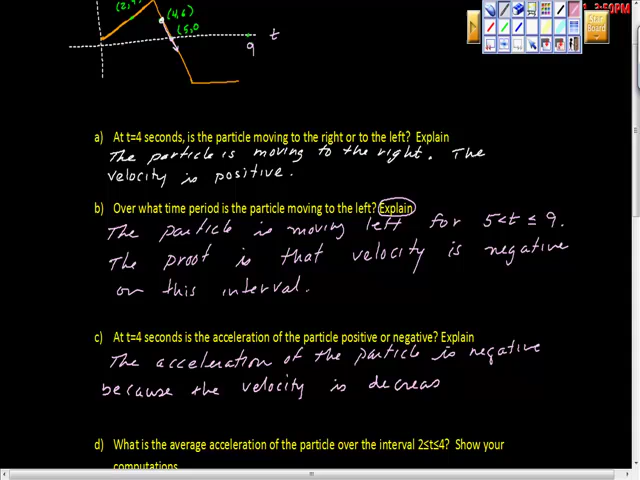 3:50PM
Star
Board
(4,6)
(5,0
t
9
a) At t=4 seconds, is the particle moving to the right or to the left? Explain
The particle is moving to the right. The
velocity is positive.
b) Over what time period is the particle moving to the left? Explain
The particle is moving left for 5<t≤9.
The proof is that velocity is negative
on this interval.
c) At t=4 seconds is the acceleration of the particle positive or negative? Explain
The acceleration of the particle is negative
because the velocity is decreas
d) What is the average acceleration of the particle over the interval 2≤t≤4? Show your
computations